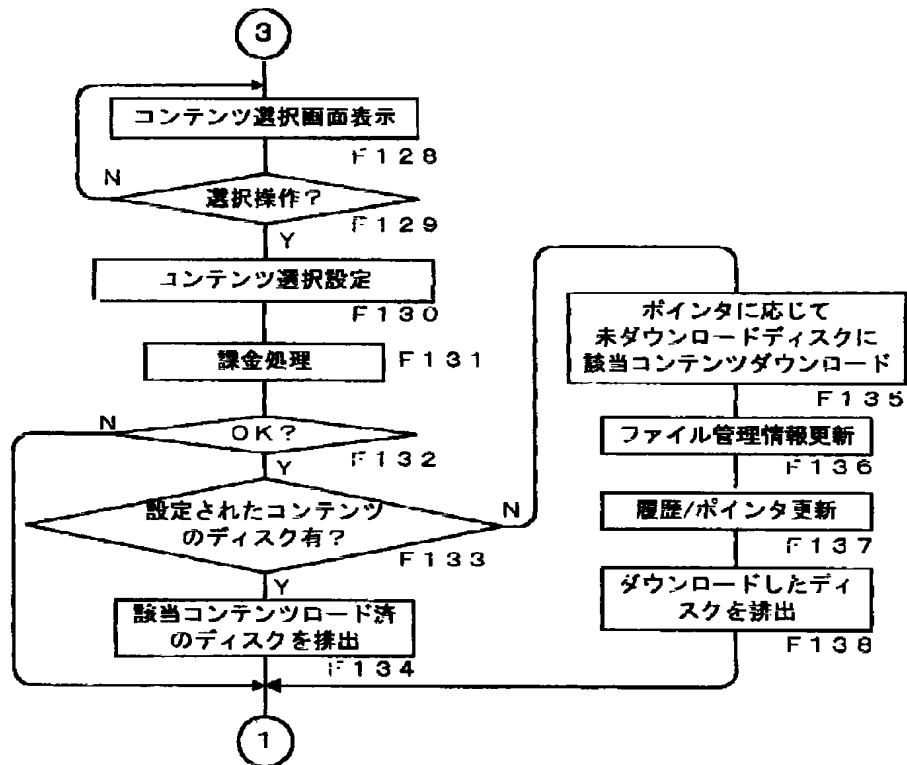 3
コンテンツ選択画面表示
F128
N
選択操作?
F129
Y
コンテンツ選択設定
F130
課金処理
F131
N
OK?
F132
Y
設定されたコンテンツ
のディスク有?
N
F133
Y
該当コンテンツロード済
のディスクを排出
F134
1
ポインタに応じて
未ダウンロードディスクに
該当コンテンツダウンロード
F135
ファイル管理情報更新
F136
履歴/ポインタ更新
F137
ダウンロードしたディ
スクを排出
F138